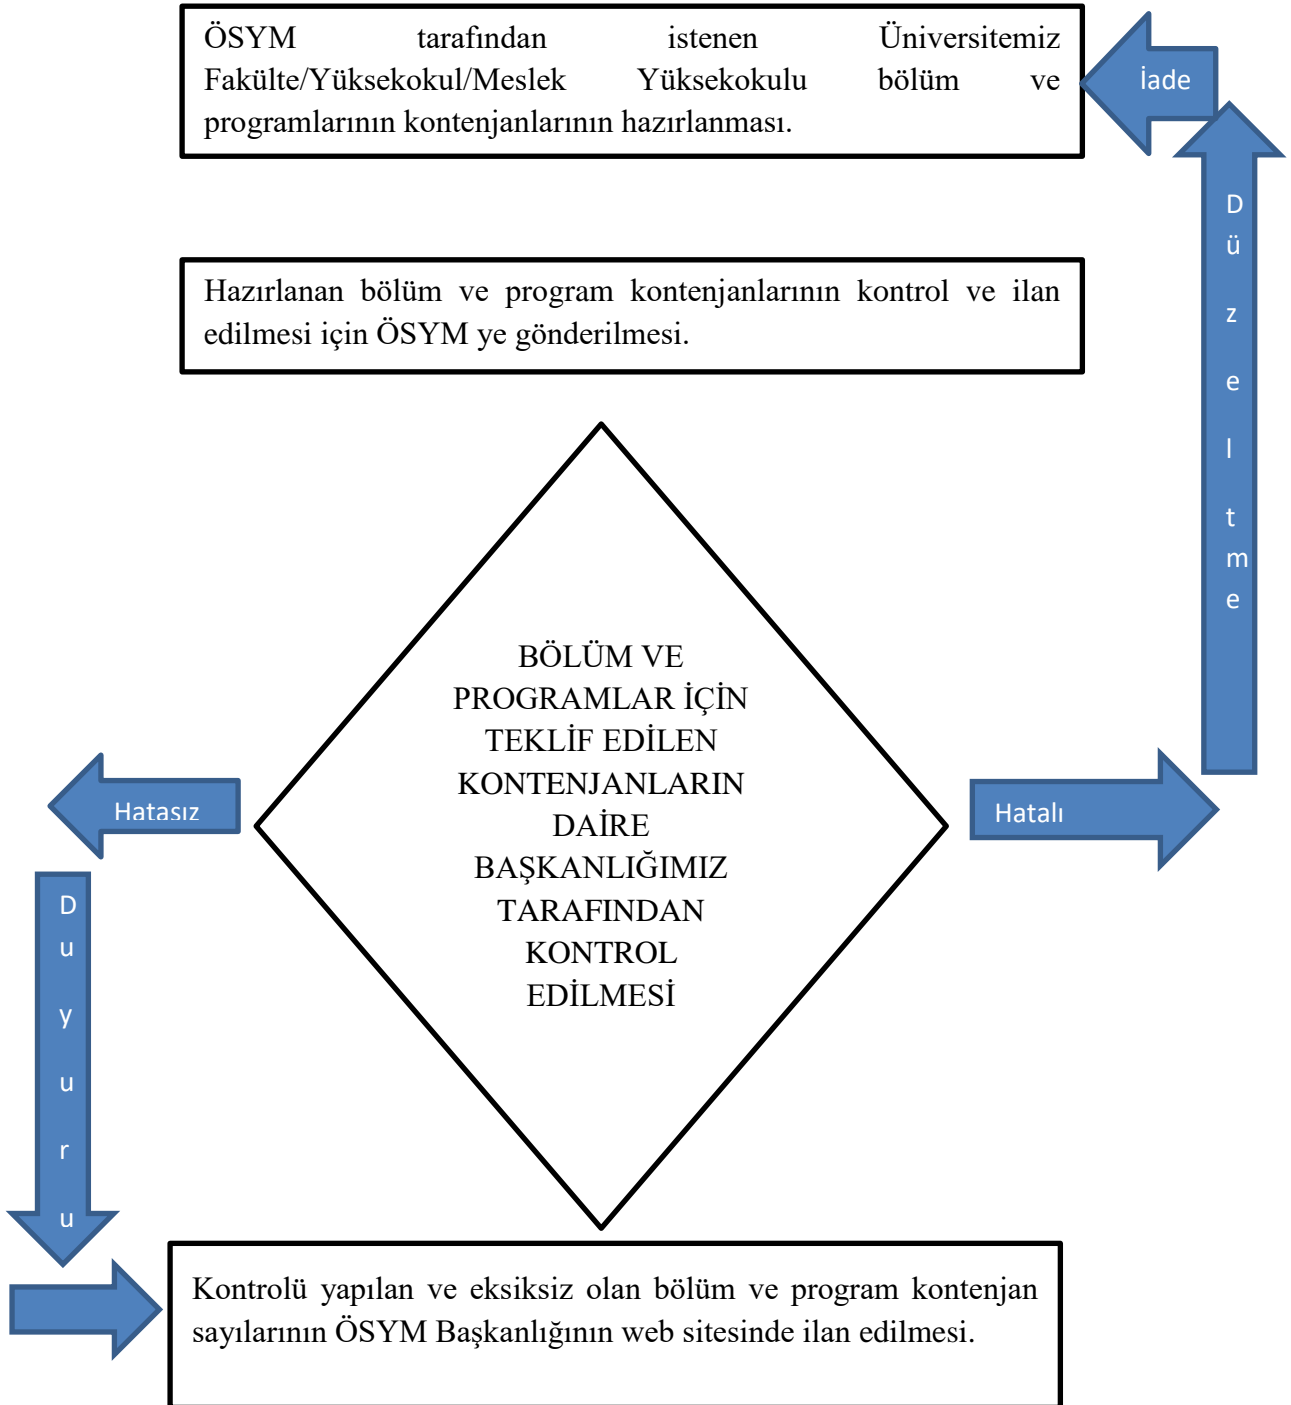 ÖSYM tarafından istenen Üniversitemiz
Fakülte/Yüksekokul/Meslek Yüksekokulu bölüm ve
programlarının kontenjanlarının hazırlanması.
İade
Düzeltme
Hazırlanan bölüm ve program kontenjanlarının kontrol ve ilan
edilmesi için ÖSYM ye gönderilmesi.
BÖLÜM VE
PROGRAMLAR İÇİN
TEKLİF EDİLEN
KONTENJANLARIN
DAİRE
BAŞKANLIĞIMIZ
TARAFINDAN
KONTROL
EDİLMESİ
Hatasız
Hatalı
Duyuru
Kontrolü yapılan ve eksiksiz olan bölüm ve program kontenjan
sayılarının ÖSYM Başkanlığının web sitesinde ilan edilmesi.